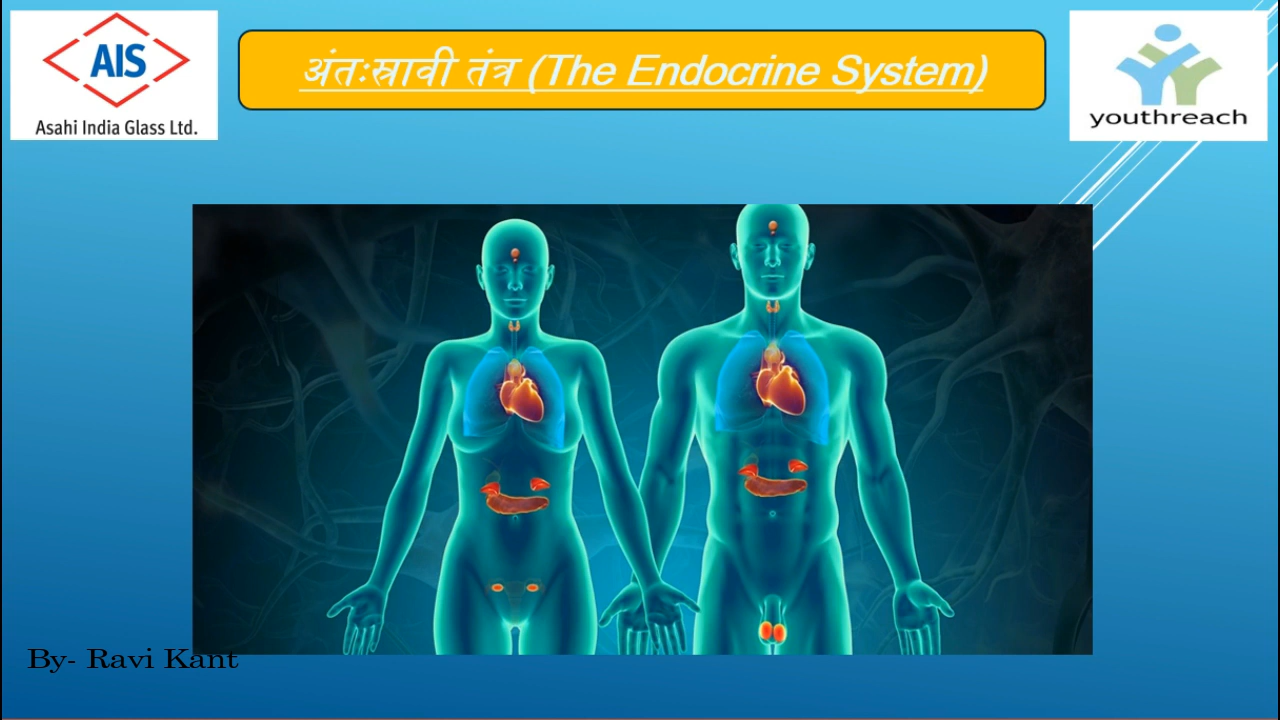 AIS
Asahi India Glass Ltd.
अंतःस्रावी तंत्र (The Endocrine System)
youthreach
By- Ravi Kant